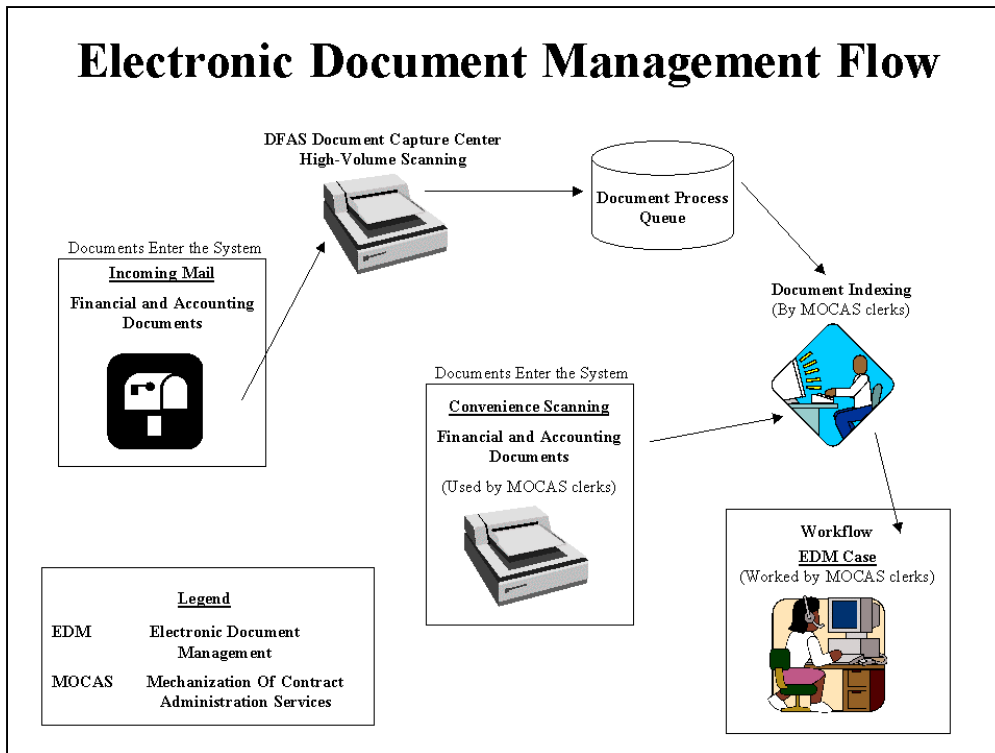 Electronic Document Management Flow
DFAS Document Capture Center
High-Volume Scanning
Document Process
Queue
Documents Enter the System
Incoming Mail
Financial and Accounting
Documents
Document Indexing
(By MOCAS clerks)
Documents Enter the System
Convenience Scanning
Financial and Accounting
Documents
(Used by MOCAS clerks)
Workflow
EDM Case
(Worked by MOCAS clerks)
Legend
EDM Electronic Document
Management
MOCAS Mechanization Of Contract
Administration Services